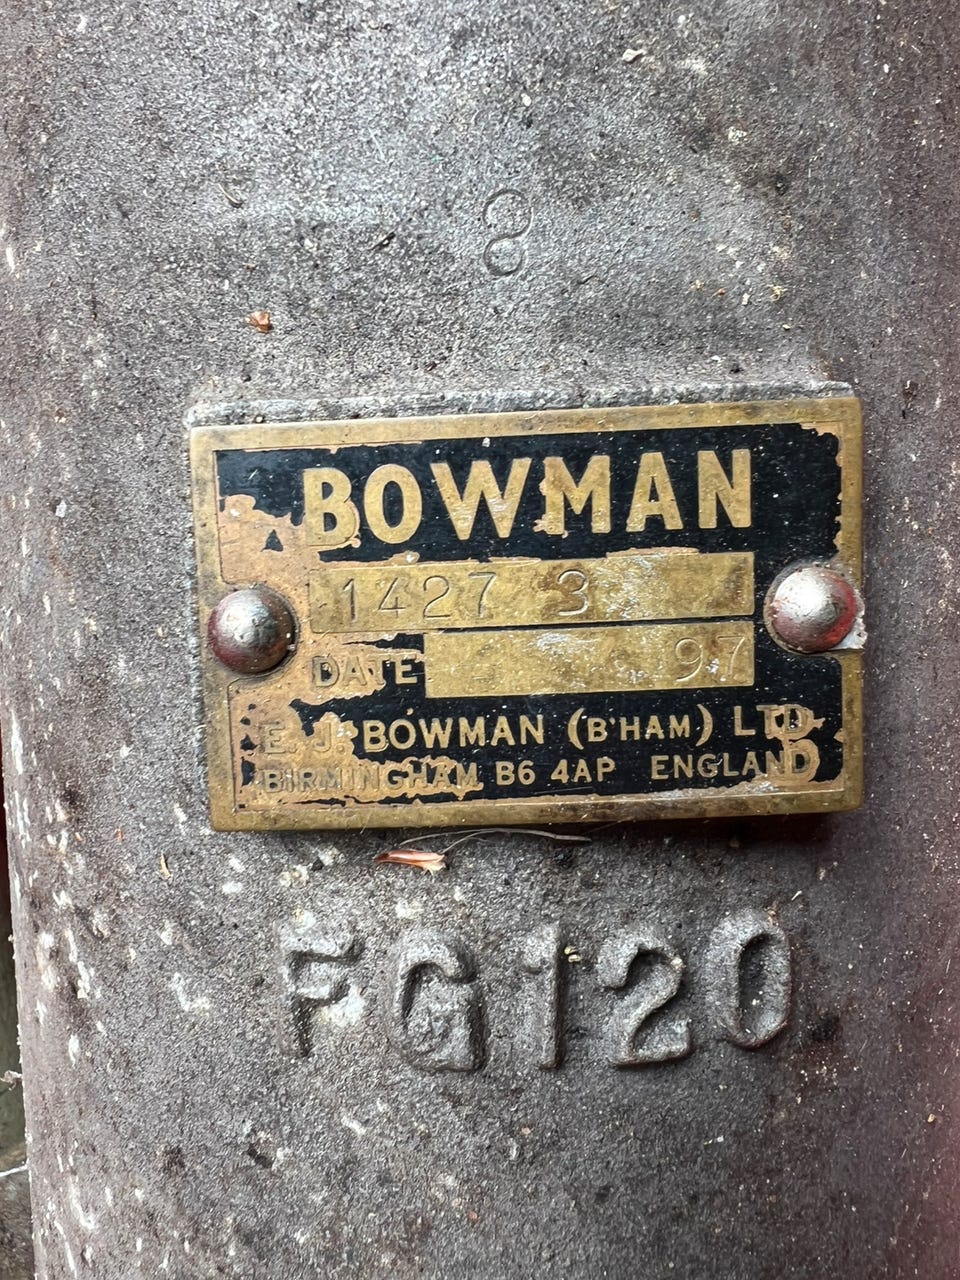 8
BOWMAN
1427 3
DATE 97
E. J. BOWMAN (B'HAM) LTD
BIRMINGHAM B6 4AP ENGLAND
FG120